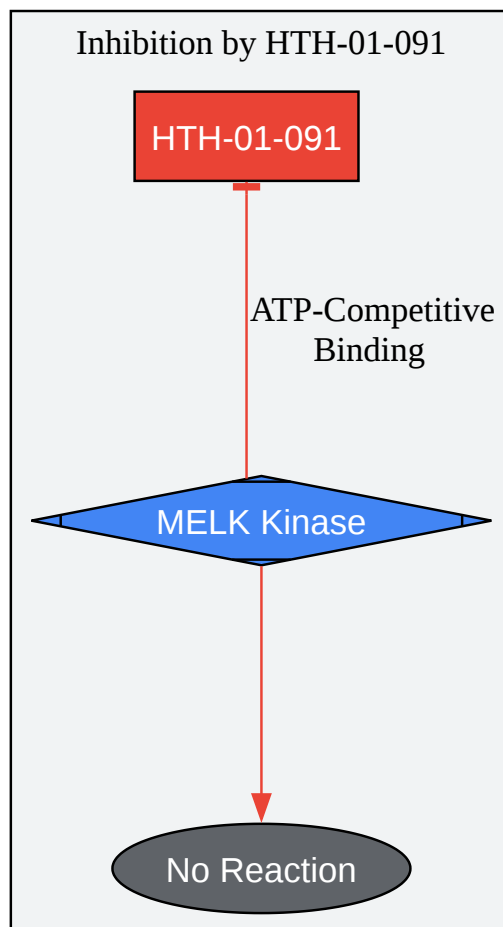 Inhibition by HTH-01-091
HTH-01-091
ATP-Competitive
Binding
MELK Kinase
No Reaction